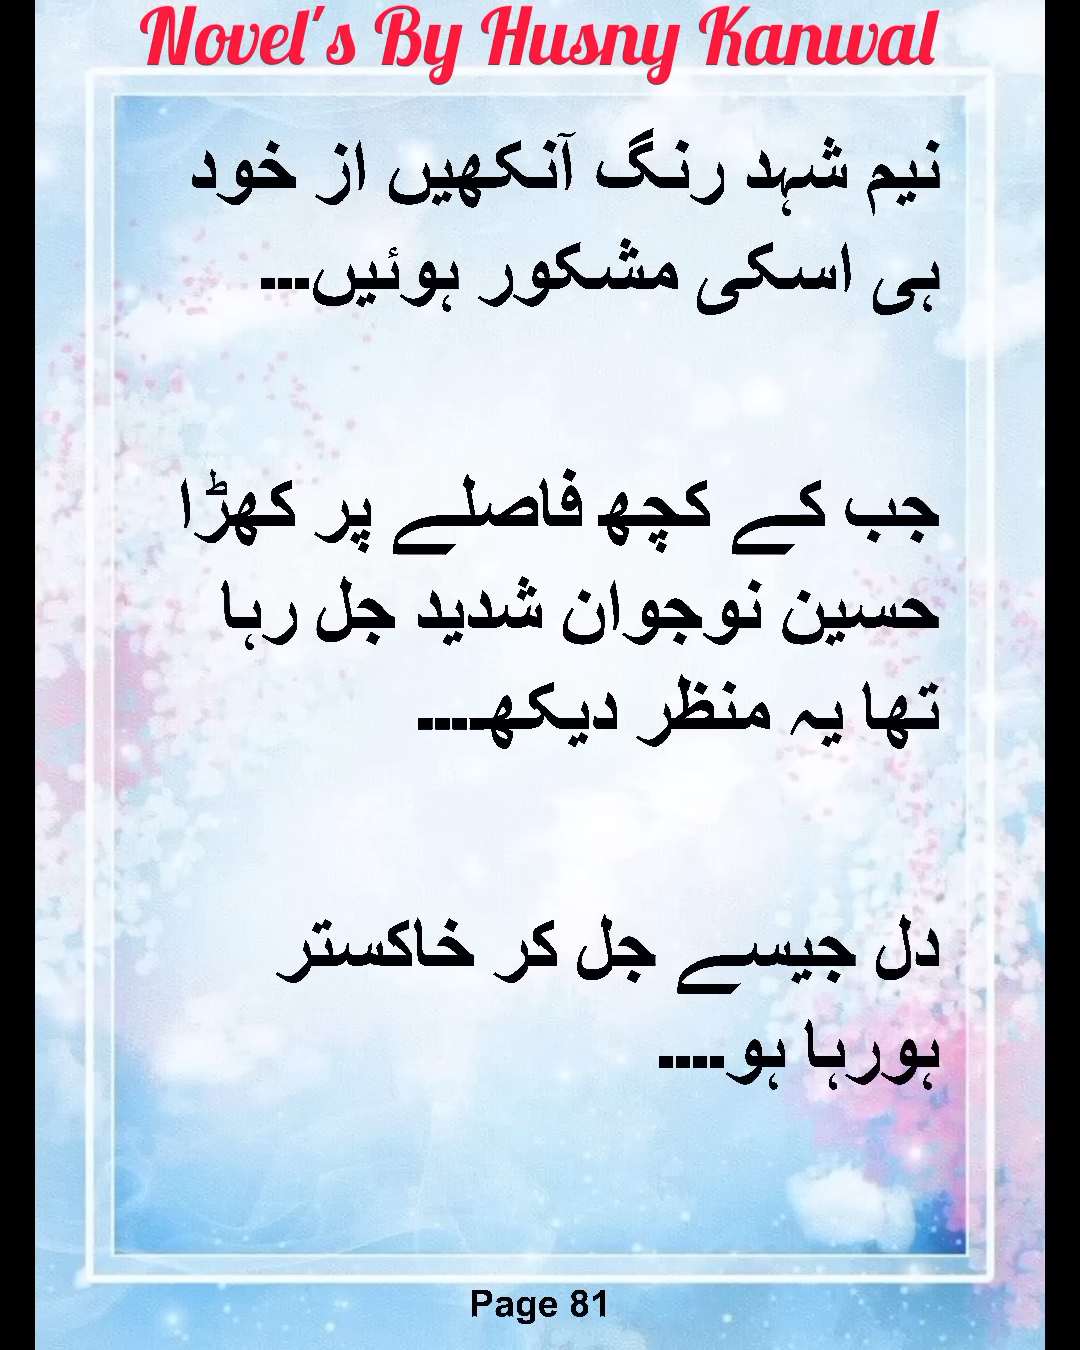 Novel's By Husny Kanwal
نیم شہد رنگ آنکھیں از خود
ہی اسکی مشکور ہوئیں...
جب کے کچھ فاصلے پر کھڑا
حسین نوجوان شدید جل رہا
تھا یہ منظر دیکھ....
دل جیسے جل کر خاکستر
ہورہا ہو....
Page 81